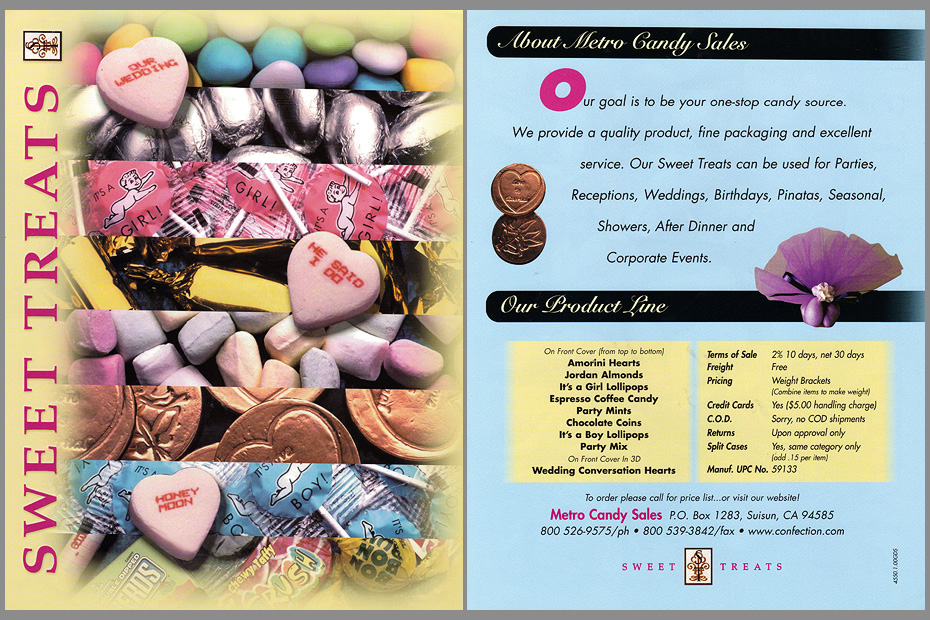 SWEET TREATS
OUR
WEDDING
IT'S A
GIRL!
GIRL!
IT'S A
GIRL!
HE SAID
I DO
IT'S A
BOY!
HONEY
MOON
About Metro Candy Sales
Our goal is to be your one-stop candy source.
We provide a quality product, fine packaging and excellent
service. Our Sweet Treats can be used for Parties,
Receptions, Weddings, Birthdays, Pinatas, Seasonal,
Showers, After Dinner and
Corporate Events.
Our Product Line
On Front Cover (from top to bottom)
Amorini Hearts
Jordan Almonds
It's a Girl Lollipops
Espresso Coffee Candy
Party Mints
Chocolate Coins
It's a Boy Lollipops
Party Mix
On Front Cover In 3D
Wedding Conversation Hearts
Terms of Sale 2% 10 days, net 30 days
Freight Free
Pricing Weight Brackets
(Combine items to make weight)
Credit Cards Yes ($5.00 handling charge)
C.O.D. Sorry, no COD shipments
Returns Upon approval only
Split Cases Yes, same category only
(add .15 per item)
Manuf. UPC No. 59133
To order please call for price list...or visit our website!
Metro Candy Sales P.O. Box 1283, Suisun, CA 94585
800 526-9575/ph • 800 539-3842/fax • www.confection.com
SWEET TREATS